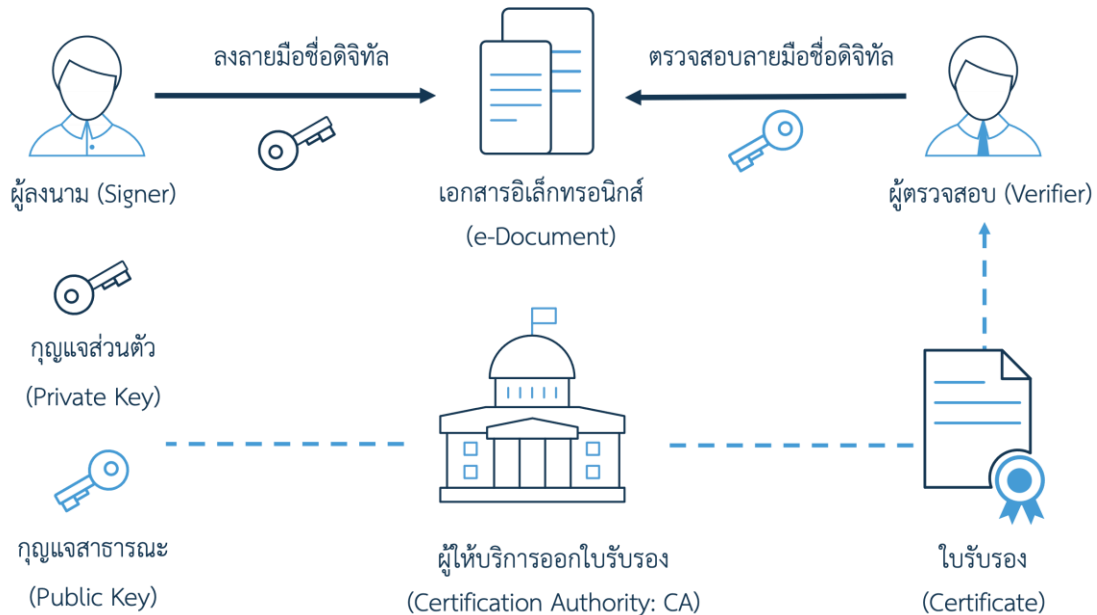 ลงลายมือชื่อดิจิทัล
ตรวจสอบลายมือชื่อดิจิทัล
ผู้ลงนาม (Signer)
เอกสารอิเล็กทรอนิกส์
(e-Document)
ผู้ตรวจสอบ (Verifier)
กุญแจส่วนตัว
(Private Key)
กุญแจสาธารณะ
(Public Key)
ผู้ให้บริการออกใบรับรอง
(Certification Authority: CA)
ใบรับรอง
(Certificate)